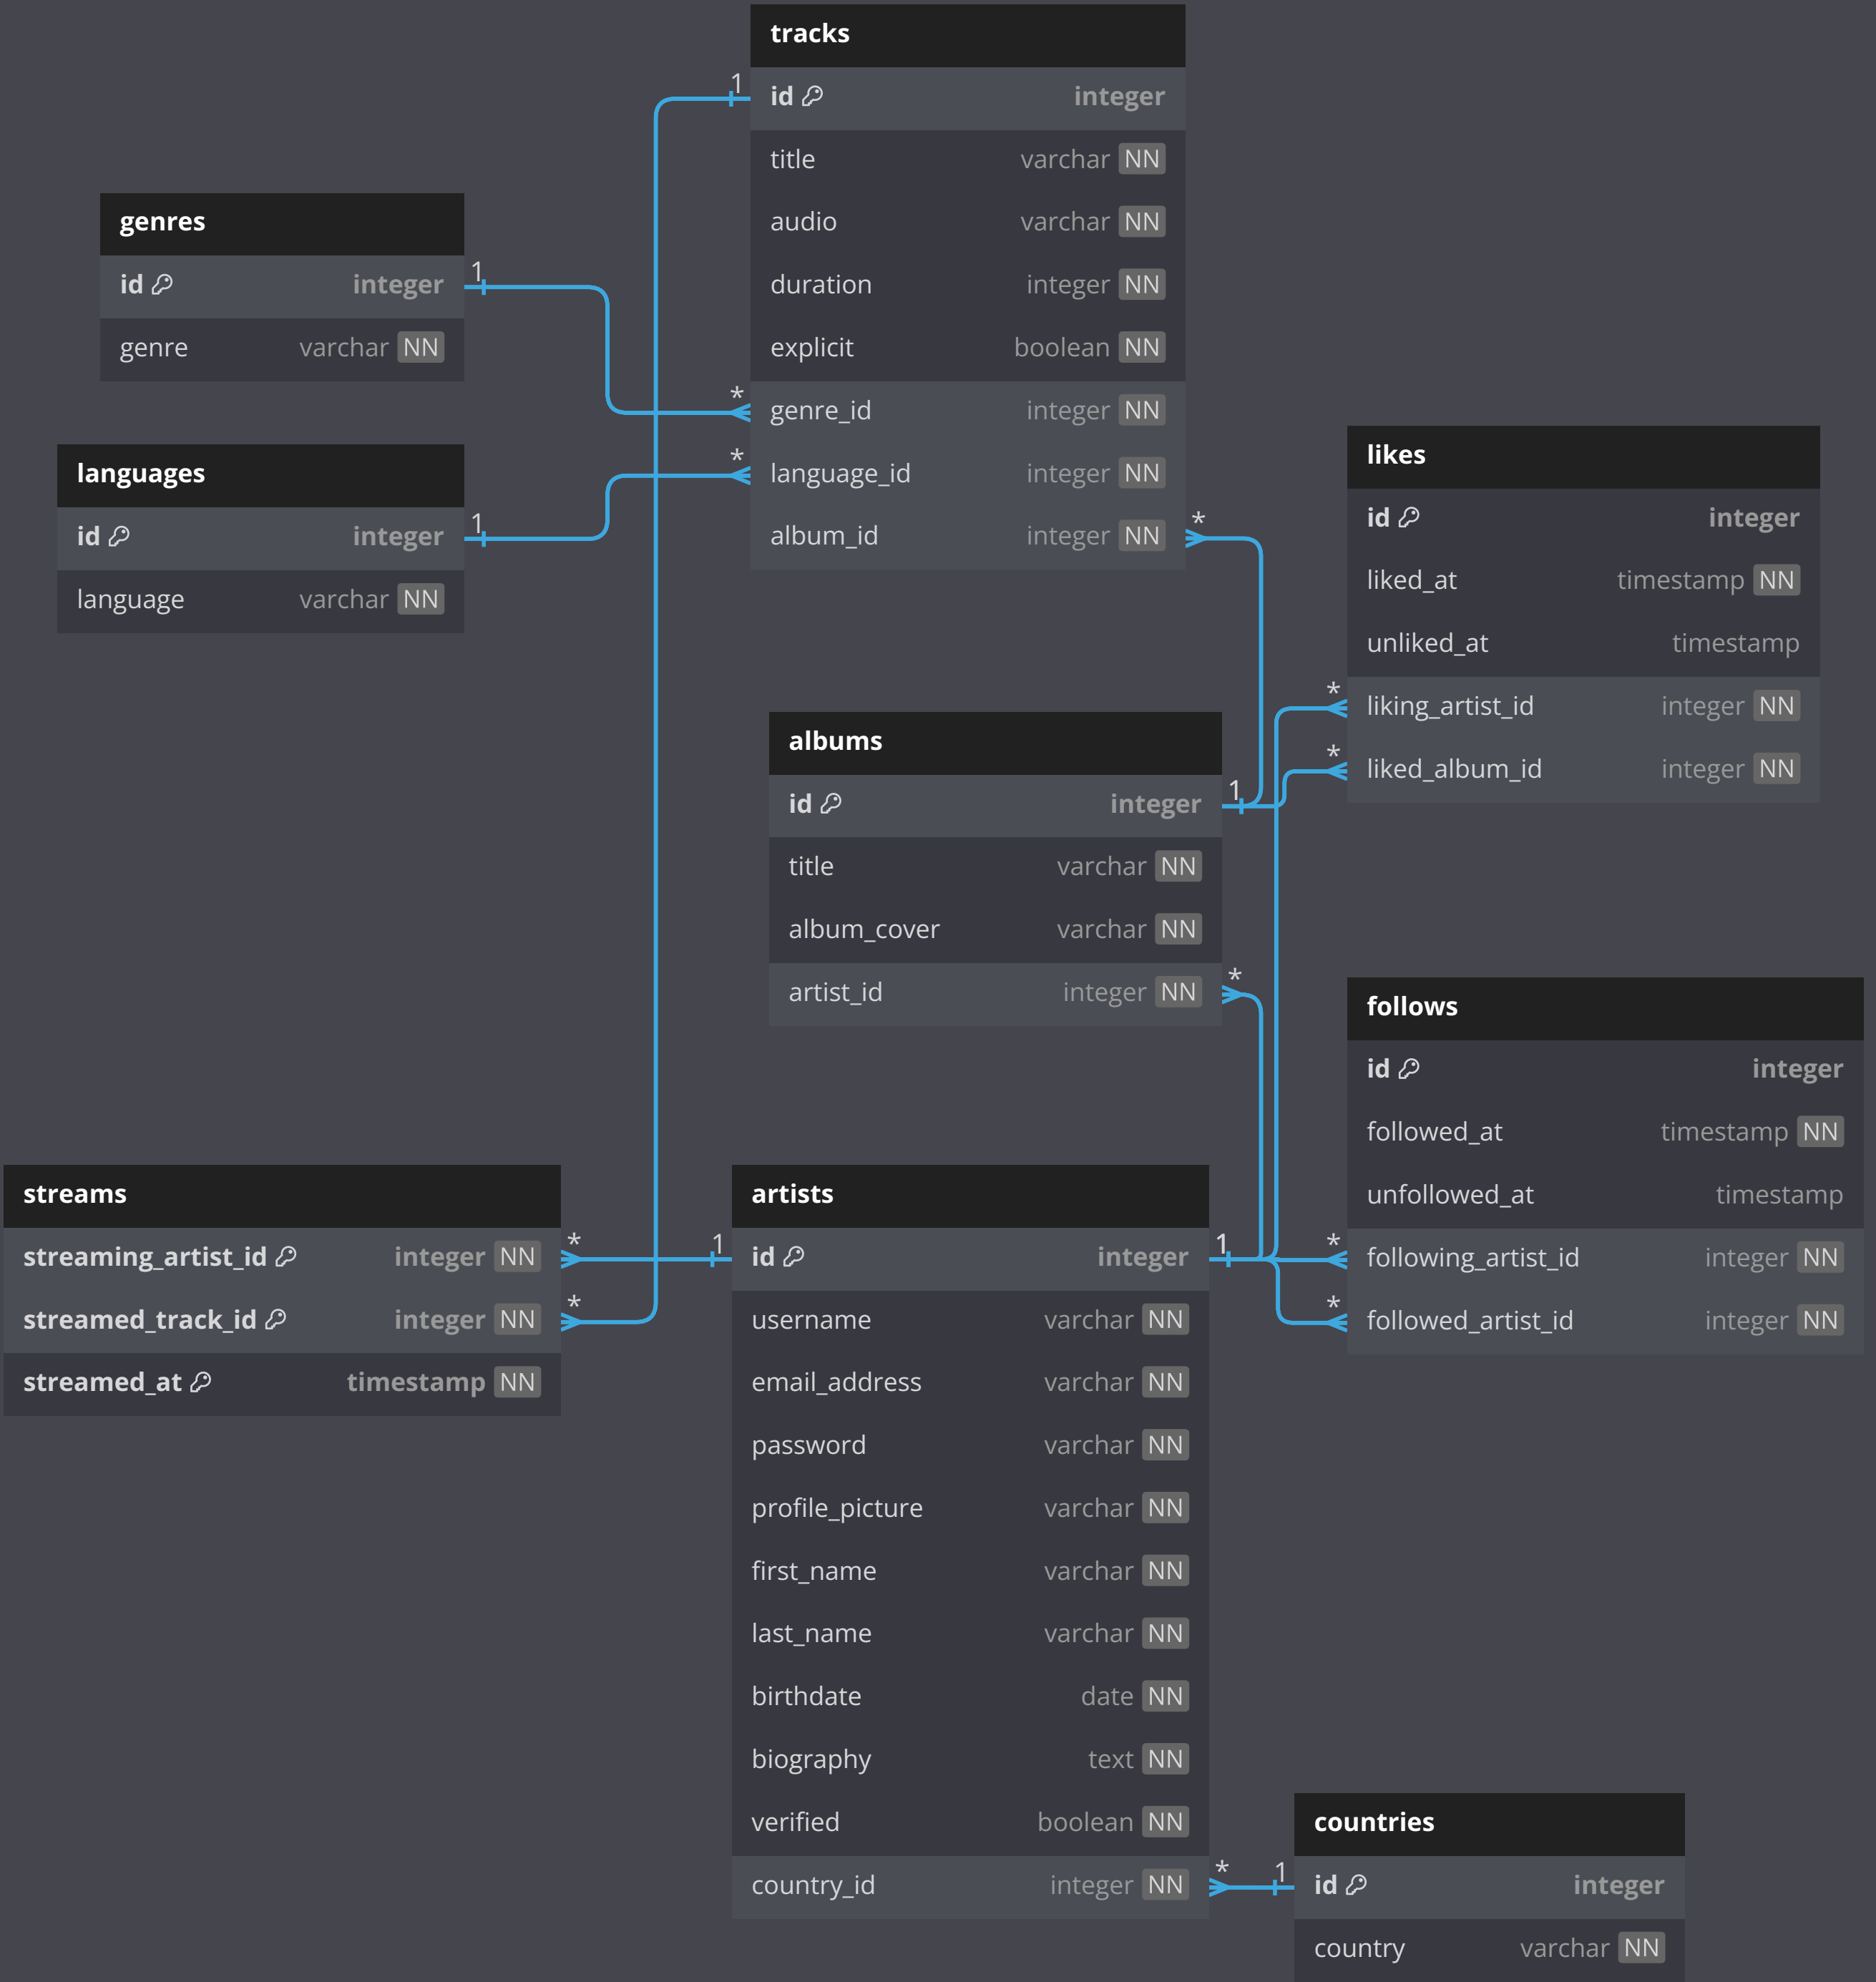 tracks
1
id integer
title varchar NN
audio varchar NN
duration integer NN
explicit boolean NN
* genre_id integer NN
* language_id integer NN
album_id integer NN *
genres
id integer 1
genre varchar NN
languages
id integer 1
language varchar NN
likes
id integer
liked_at timestamp NN
unliked_at timestamp
* liking_artist_id integer NN
* liked_album_id integer NN
albums
id integer 1
title varchar NN
album_cover varchar NN
artist_id integer NN *
follows
id integer
followed_at timestamp NN
unfollowed_at timestamp
* following_artist_id integer NN
* followed_artist_id integer NN
streams
streaming_artist_id integer NN *
streamed_track_id integer NN *
streamed_at timestamp NN
artists
1 id integer 1
username varchar NN
email_address varchar NN
password varchar NN
profile_picture varchar NN
first_name varchar NN
last_name varchar NN
birthdate date NN
biography text NN
verified boolean NN
country_id integer NN *
countries
1 id integer
country varchar NN